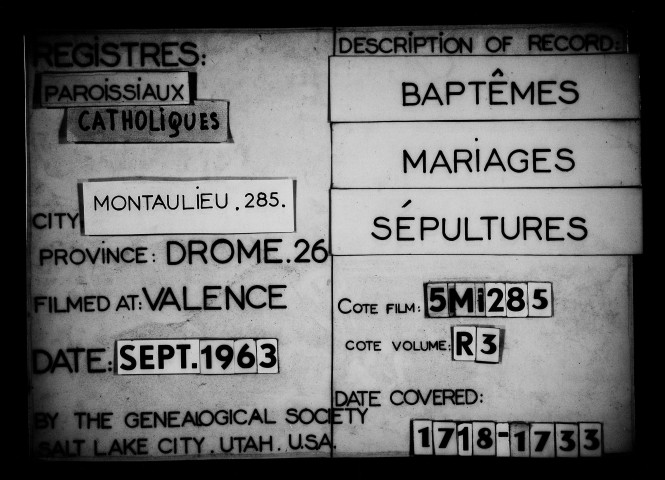 REGISTRES:
PAROISSIAUX
CATHOLIQUES
CITY MONTAULIEU.285.
PROVINCE: DROME.26
FILMED AT: VALENCE
DATE: SEPT.1963
BY THE GENEALOGICAL SOCIETY
SALT LAKE CITY. UTAH. U.S.A.
DESCRIPTION OF RECORD:
BAPTÊMES
MARIAGES
SÉPULTURES
COTE FILM: 5Mi285
COTE VOLUME: R3
DATE COVERED:
1718-1733